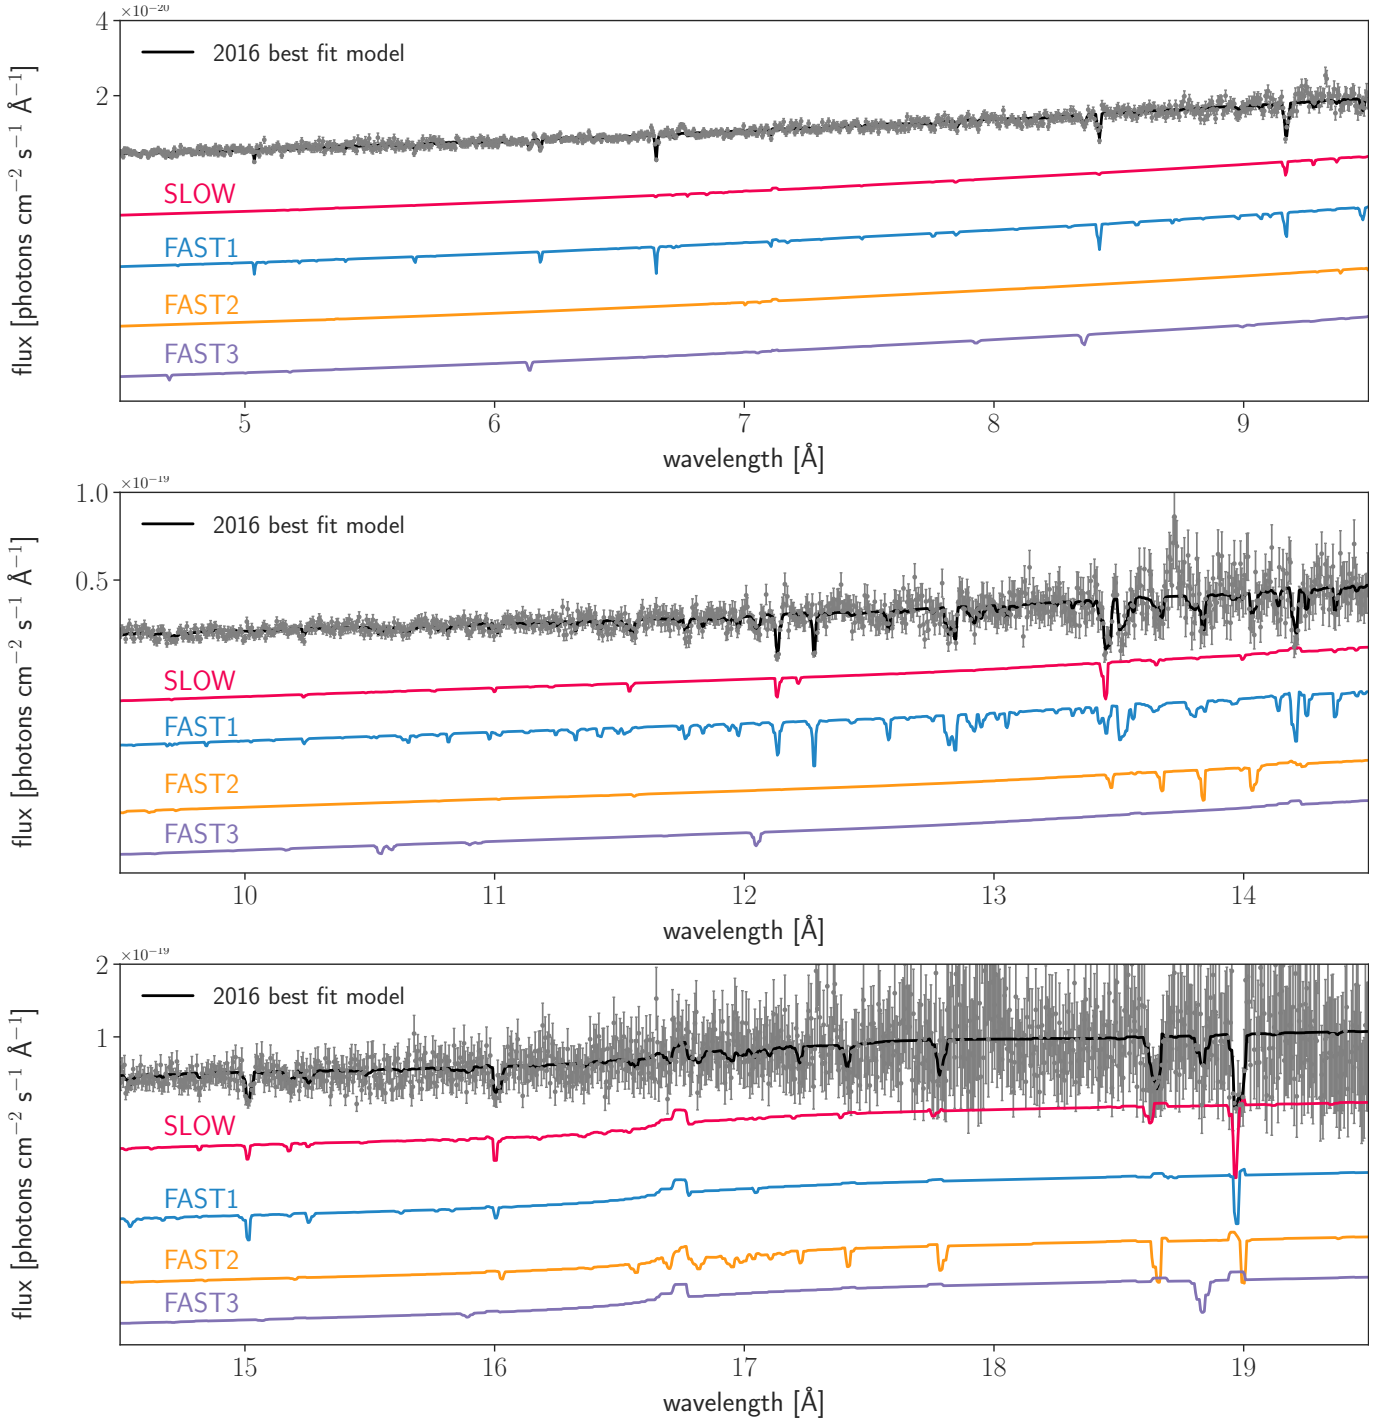 ×10⁻²⁰
4
2
flux [photons cm⁻² s⁻ Å⁻¹]
2016 best fit model
SLOW
FAST1
FAST2
FAST3
5 6 7 8 9
wavelength [Å]
×10⁻¹⁹
1.0
0.5
flux [photons cm⁻² s⁻¹ Å⁻¹]
2016 best fit model
SLOW
FAST1
FAST2
FAST3
10 11 12 13 14
wavelength [Å]
×10⁻¹⁹
2
1
flux [photons cm⁻² s⁻¹ Å⁻¹]
2016 best fit model
SLOW
FAST1
FAST2
FAST3
15 16 17 18 19
wavelength [Å]